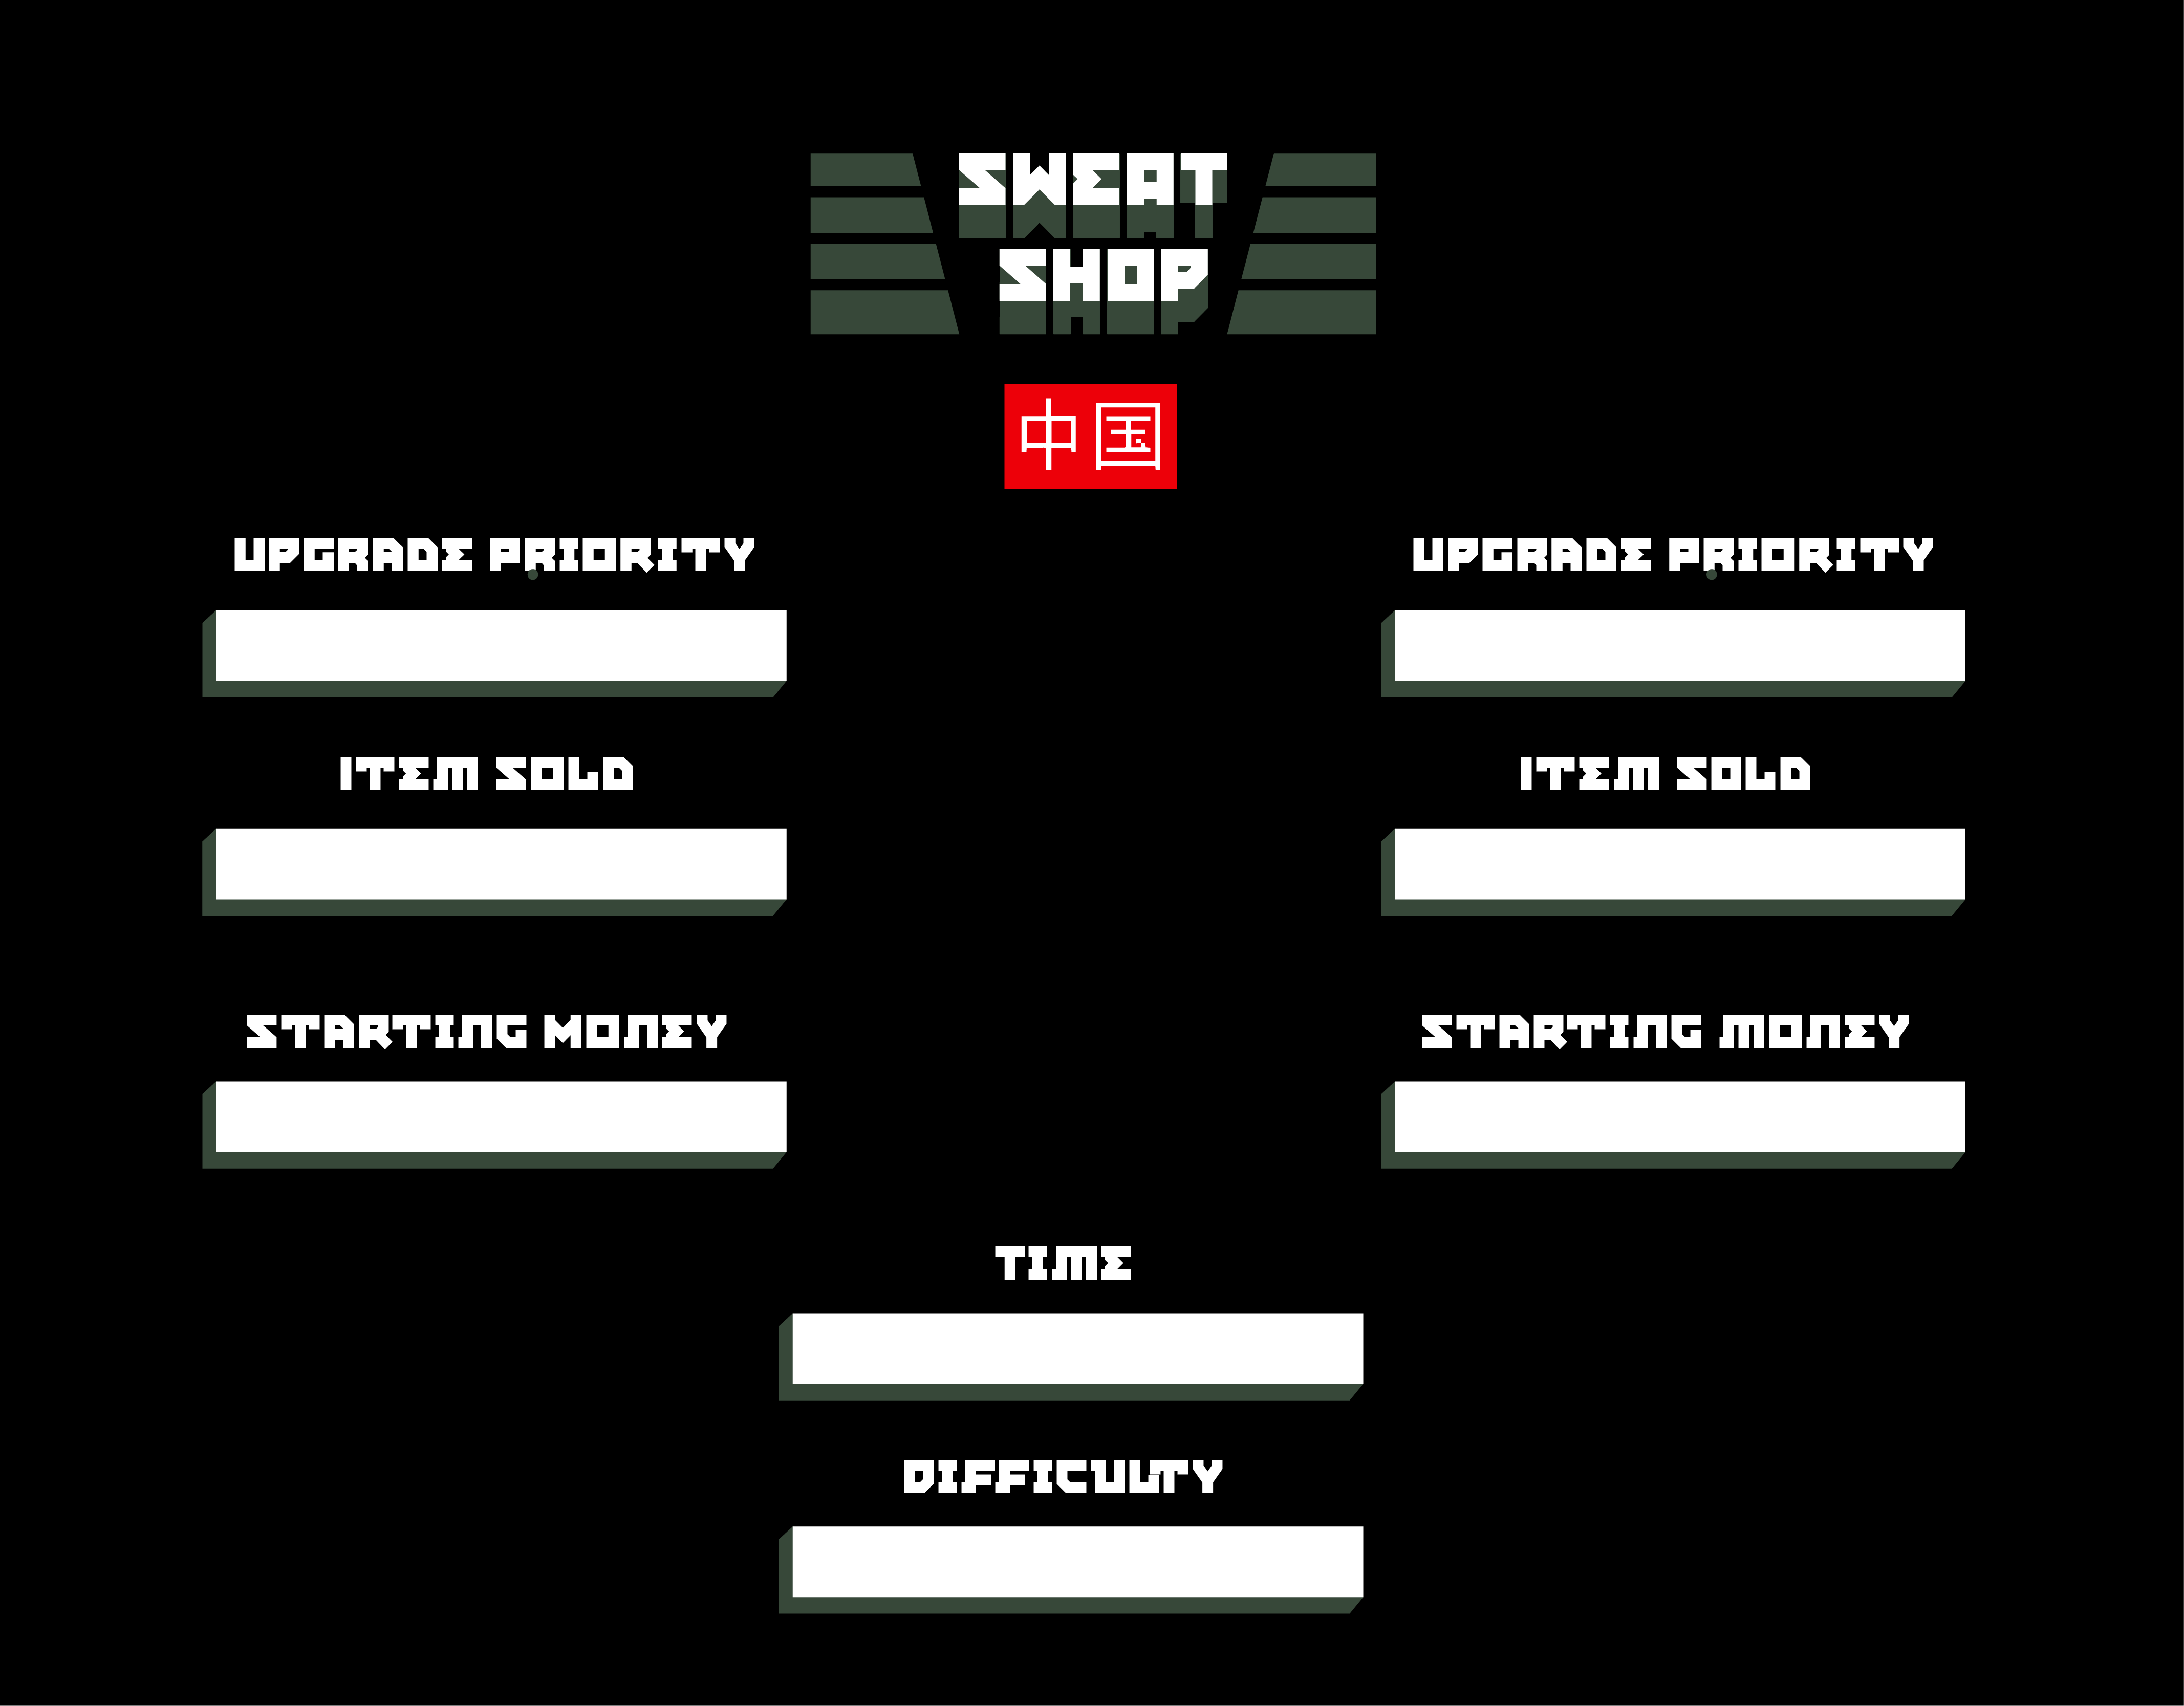 SWEAT
SHOP
中国
UPGRADE PRIORITY
UPGRADE PRIORITY
ITEM SOLD
ITEM SOLD
STARTING MONEY
STARTING MONEY
TIME
DIFFICULTY